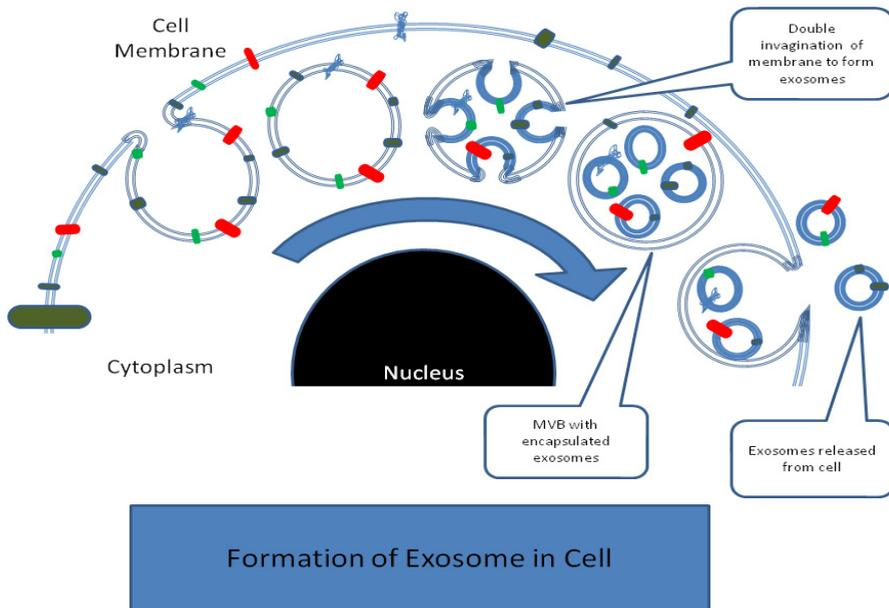 Cell
Membrane
Double
invagination of
membrane to form
exosomes
Cytoplasm
Nucleus
MVB with
encapsulated
exosomes
Exosomes released
from cell
Formation of Exosome in Cell